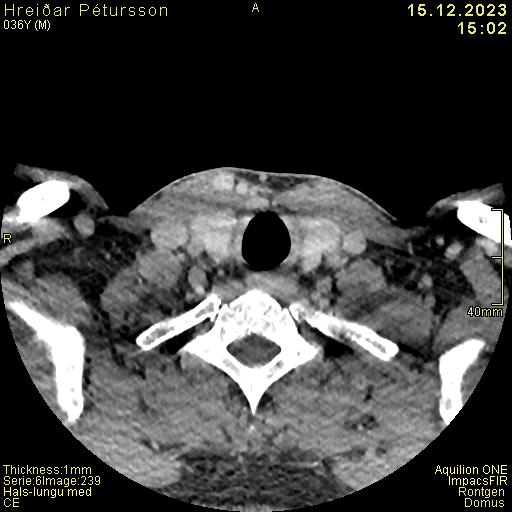 Hreiðar Pétursson
036Y (M)
A
15.12.2023
15:02
R
40mm
Thickness:1mm
Serie:6Image:239
Hals-lungu med
CE
Aquilion ONE
ImpacsFIR
Rontgen
Domus